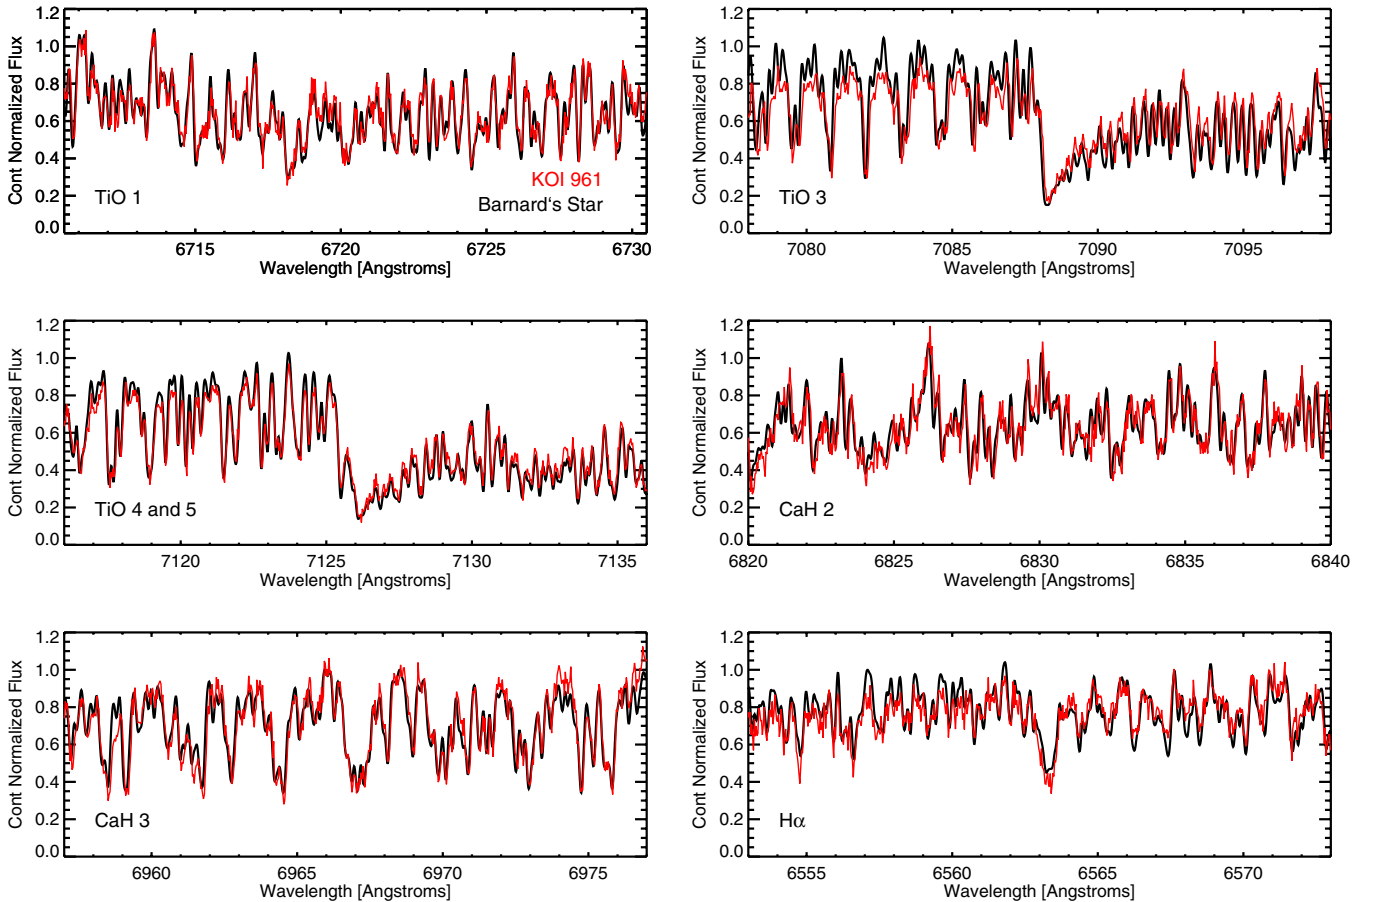 Cont Normalized Flux
1.0
0.8
0.6
0.4
0.2
0.0
TiO 1
KOI 961
Barnard‘s Star
6715 6720 6725 6730
Wavelength [Angstroms]
Cont Normalized Flux
1.2
1.0
0.8
0.6
0.4
0.2
0.0
TiO 3
7080 7085 7090 7095
Wavelength [Angstroms]
Cont Normalized Flux
1.2
1.0
0.8
0.6
0.4
0.2
0.0
TiO 4 and 5
7120 7125 7130 7135
Wavelength [Angstroms]
Cont Normalized Flux
1.2
1.0
0.8
0.6
0.4
0.2
0.0
CaH 2
6820 6825 6830 6835 6840
Wavelength [Angstroms]
Cont Normalized Flux
1.2
1.0
0.8
0.6
0.4
0.2
0.0
CaH 3
6960 6965 6970 6975
Wavelength [Angstroms]
Cont Normalized Flux
1.2
1.0
0.8
0.6
0.4
0.2
0.0
Hα
6555 6560 6565 6570
Wavelength [Angstroms]